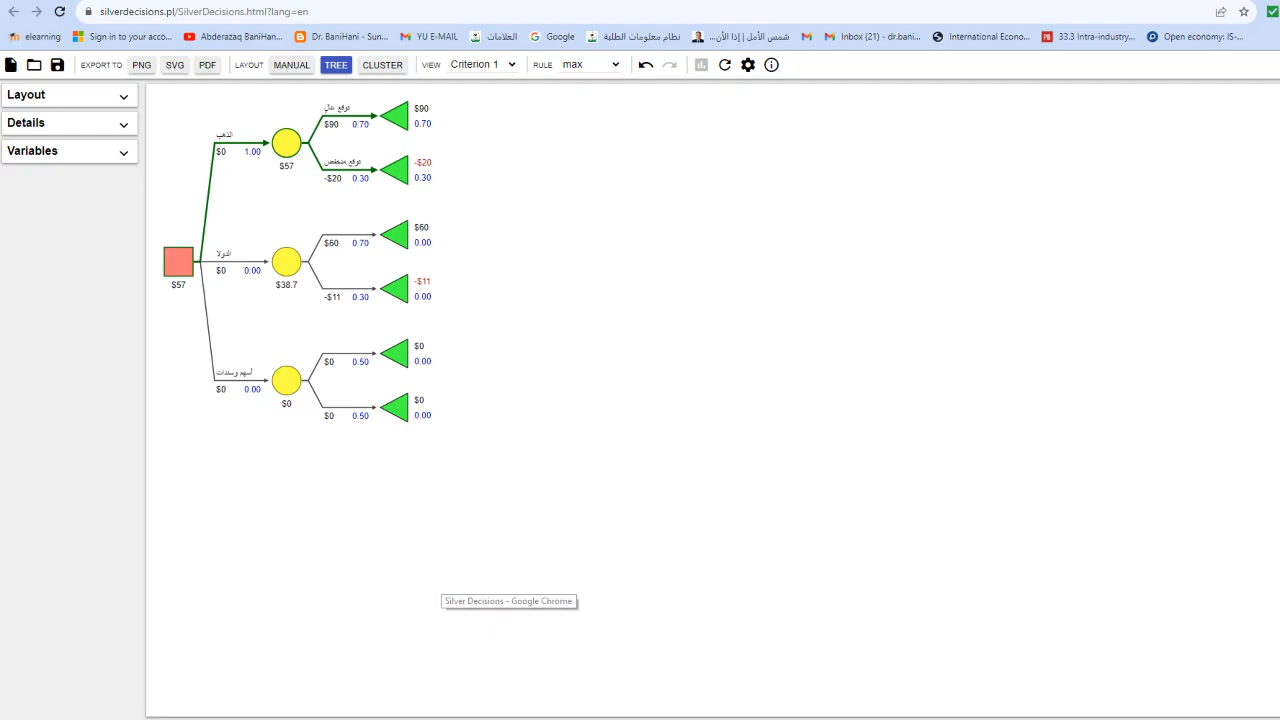 silverdecisions.pl/SilverDecisions.html?lang=en
elearning
Sign in to your acco...
Abderazaq BaniHan...
Dr. BaniHani - Sun...
YU E-MAIL
العلامات
Google
نظام معلومات الطلبة
شمس الأمل | إذا الأن...
Inbox (21) - dr.bani...
International Econo...
33.3 Intra-industry...
Open economy: IS-...
EXPORT TO PNG SVG PDF LAYOUT MANUAL TREE CLUSTER VIEW Criterion 1 RULE max
Layout
Details
Variables
توقع عالٍ
$90 0.70
$90
0.70
الذهب
$0 1.00
$57
توقع منخفض
-$20 0.30
-$20
0.30
$60 0.70
$60
0.00
الدولا
$0 0.00
$38.7
$57
-$11 0.30
-$11
0.00
$0 0.50
$0
0.00
أسهم وسندات
$0 0.00
$0
$0 0.50
$0
0.00
Silver Decisions - Google Chrome